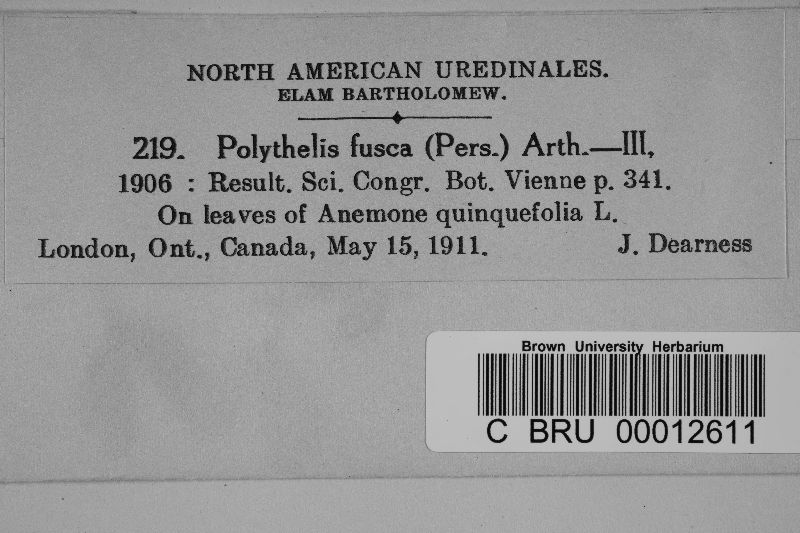 NORTH AMERICAN UREDINALES.
ELAM BARTHOLOMEW.
219. Polythelis fusca (Pers.) Arth.—III,
1906 : Result. Sci. Congr. Bot. Vienne p. 341.
On leaves of Anemone quinquefolia L.
London, Ont., Canada, May 15, 1911. J. Dearness
Brown University Herbarium
C BRU 00012611